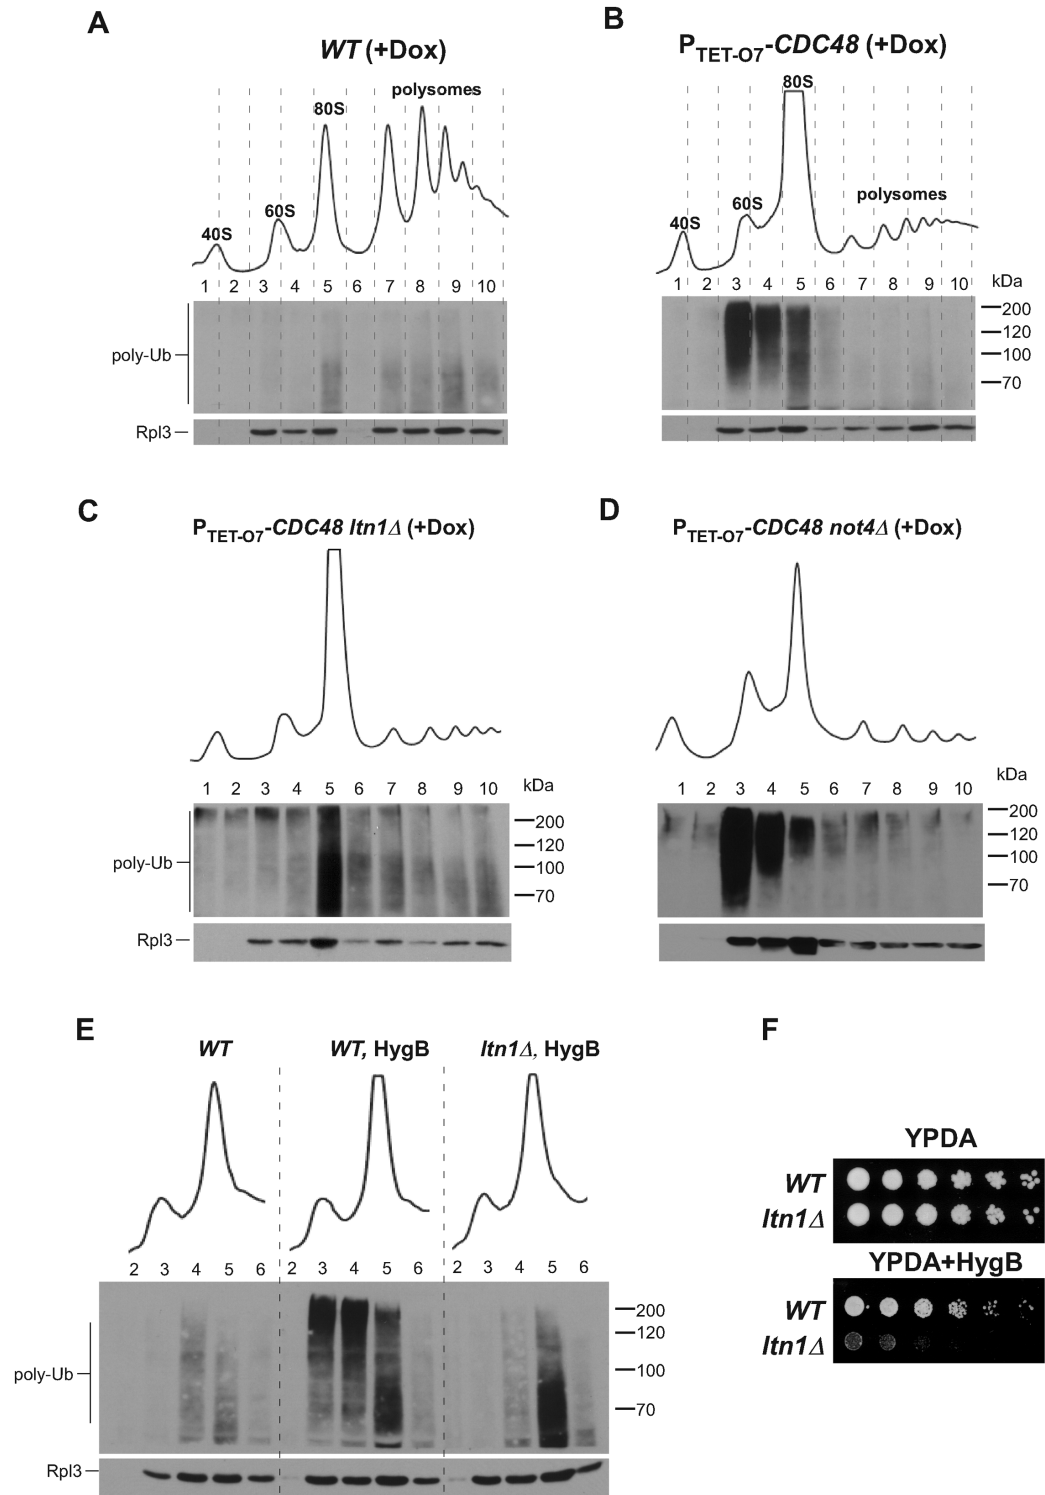 A
WT (+Dox)
polysomes
80S
60S
40S
1 2 3 4 5 6 7 8 9 10
poly-Ub
Rpl3
B
P_TET-O7-CDC48 (+Dox)
80S
polysomes
60S
40S
1 2 3 4 5 6 7 8 9 10 kDa
200
120
100
70
C
P_TET-O7-CDC48 ltn1Δ (+Dox)
1 2 3 4 5 6 7 8 9 10 kDa
200
120
poly-Ub 100
70
Rpl3
D
P_TET-O7-CDC48 not4Δ (+Dox)
kDa
1 2 3 4 5 6 7 8 9 10
200
120
100
70
E
WT WT, HygB ltn1Δ, HygB
2 3 4 5 6 2 3 4 5 6 2 3 4 5 6
200
120
poly-Ub 100
70
Rpl3
F
YPDA
WT
ltn1Δ
YPDA+HygB
WT
ltn1Δ